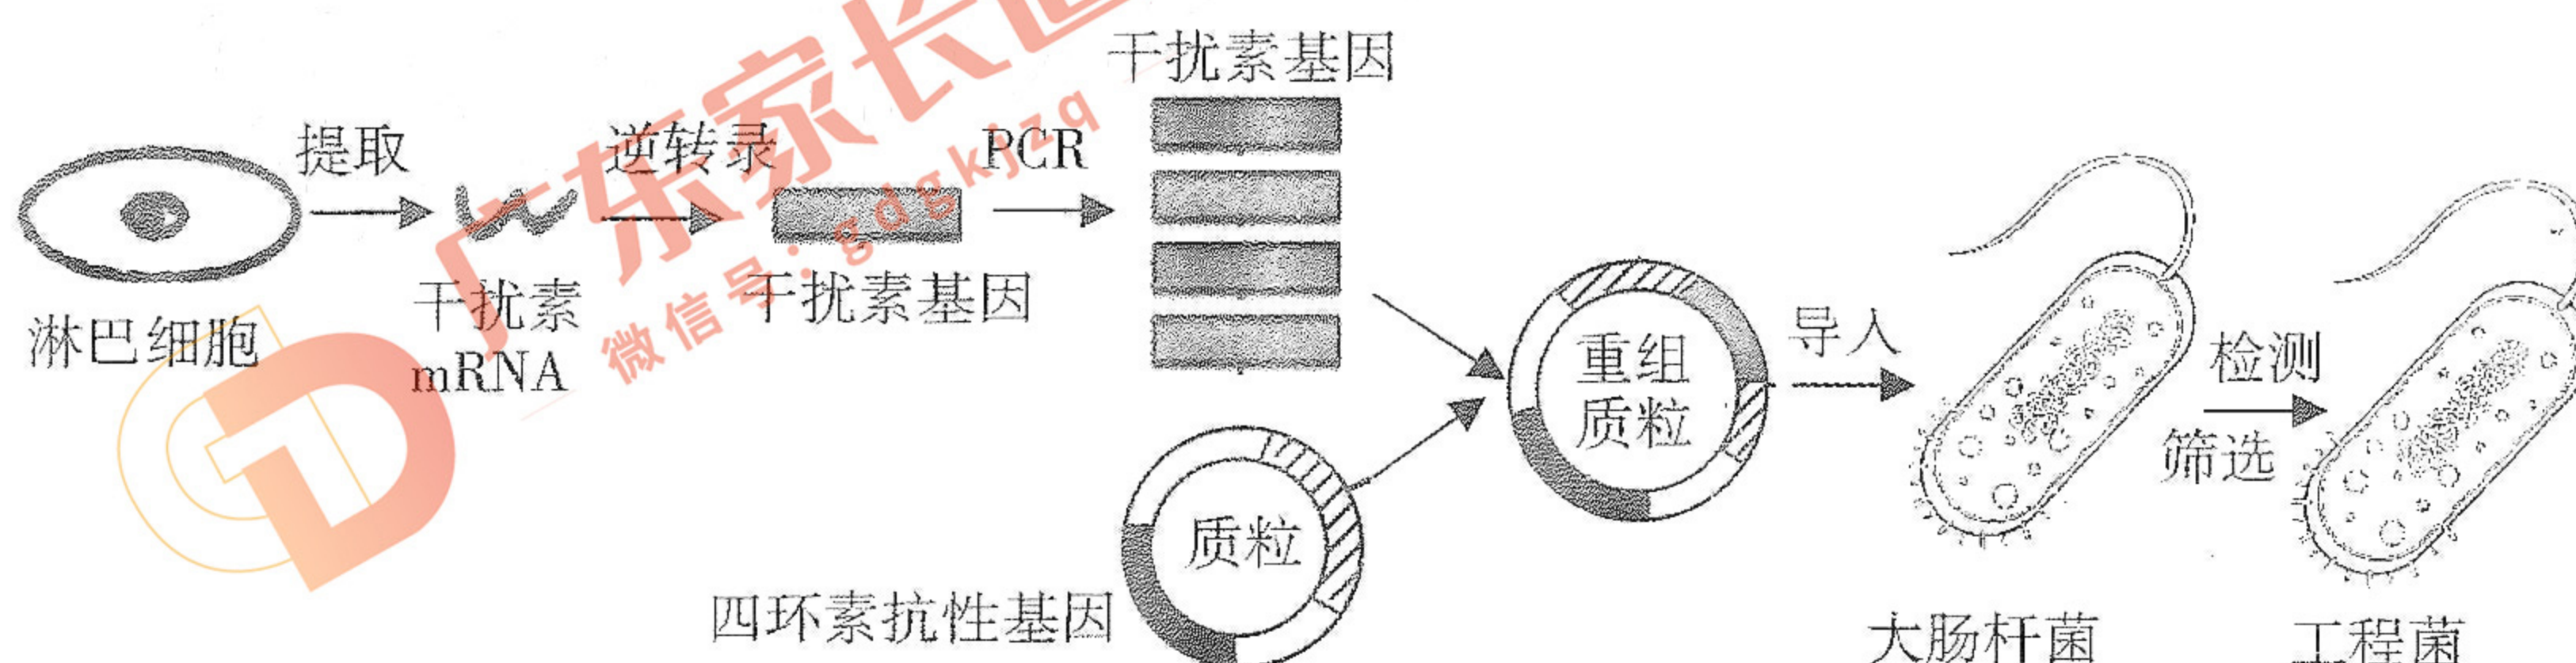 干扰素基因
提取
逆转录
PCR
淋巴细胞
干扰素
mRNA
干扰素基因
重组
质粒
导入
检测
筛选
质粒
四环素抗性基因
大肠杆菌
工程菌
广东家长
微信号:gdgkjzq